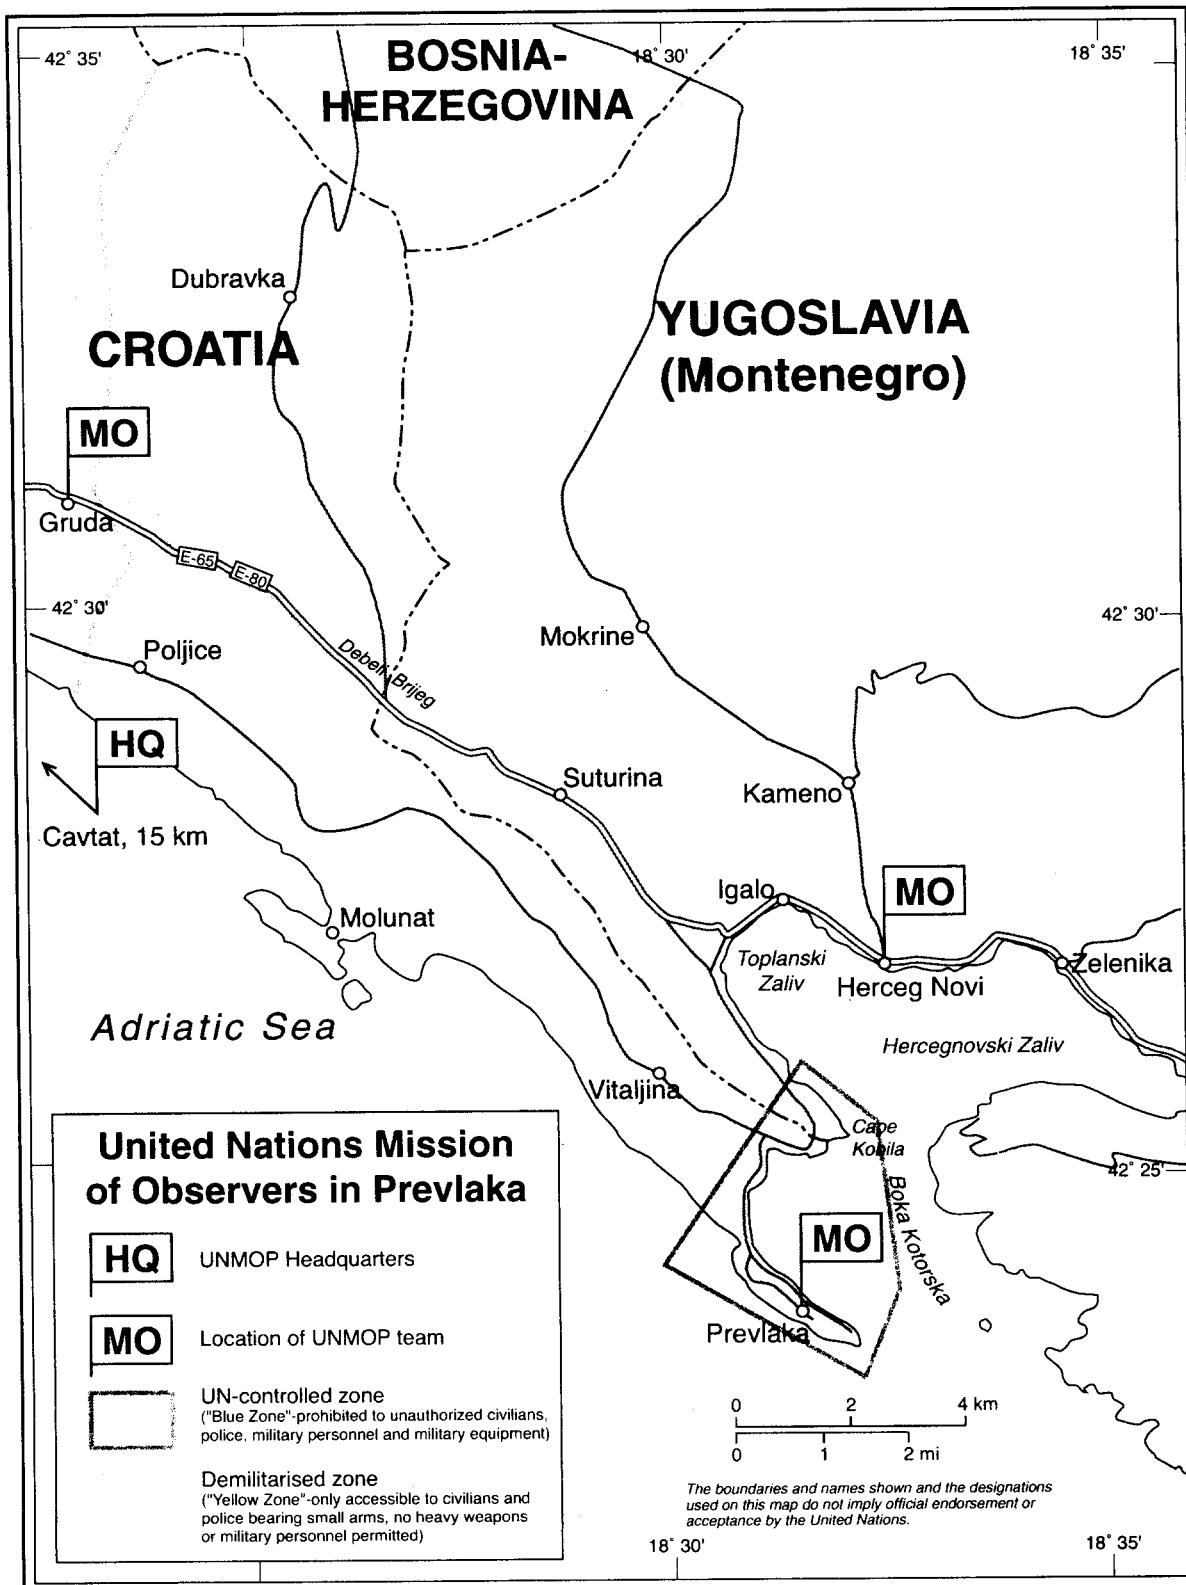 42° 35'
BOSNIA-
HERZEGOVINA
18° 30'
18° 35'
Dubravka
CROATIA
YUGOSLAVIA
(Montenegro)
MO
Gruda
E-65
E-80
42° 30'
42° 30'
Mokrine
Poljice
Debeli Brijeg
HQ
Cavtat, 15 km
Suturina
Kameno
Igalo
MO
Molunat
Toplanski
Zaliv
Herceg Novi
Zelenika
Adriatic Sea
Hercegnovski Zaliv
Vitaljina
Cape
Kobila
42° 25'
Boka Kotorska
MO
Prevlaka
United Nations Mission
of Observers in Prevlaka
HQ UNMOP Headquarters
MO Location of UNMOP team
UN-controlled zone
("Blue Zone"-prohibited to unauthorized civilians,
police, military personnel and military equipment)
Demilitarised zone
("Yellow Zone"-only accessible to civilians and
police bearing small arms, no heavy weapons
or military personnel permitted)
0 2 4 km
0 1 2 mi
The boundaries and names shown and the designations
used on this map do not imply official endorsement or
acceptance by the United Nations.
18° 30'
18° 35'